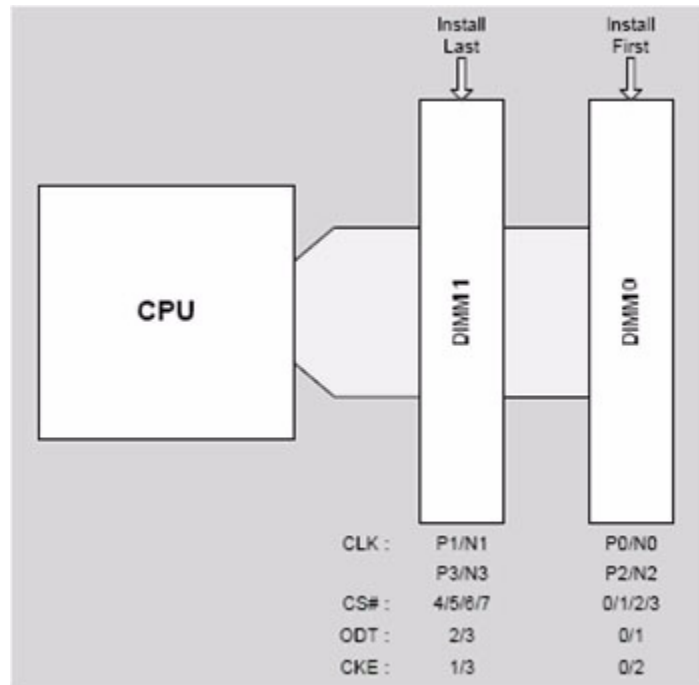 Install Last
Install First
CPU
DIMM1
DIMM0
CLK : P1/N1 P0/N0
P3/N3 P2/N2
CS# : 4/5/6/7 0/1/2/3
ODT : 2/3 0/1
CKE : 1/3 0/2